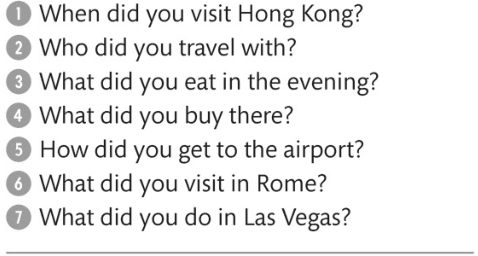 1 When did you visit Hong Kong?
2 Who did you travel with?
3 What did you eat in the evening?
4 What did you buy there?
5 How did you get to the airport?
6 What did you visit in Rome?
7 What did you do in Las Vegas?